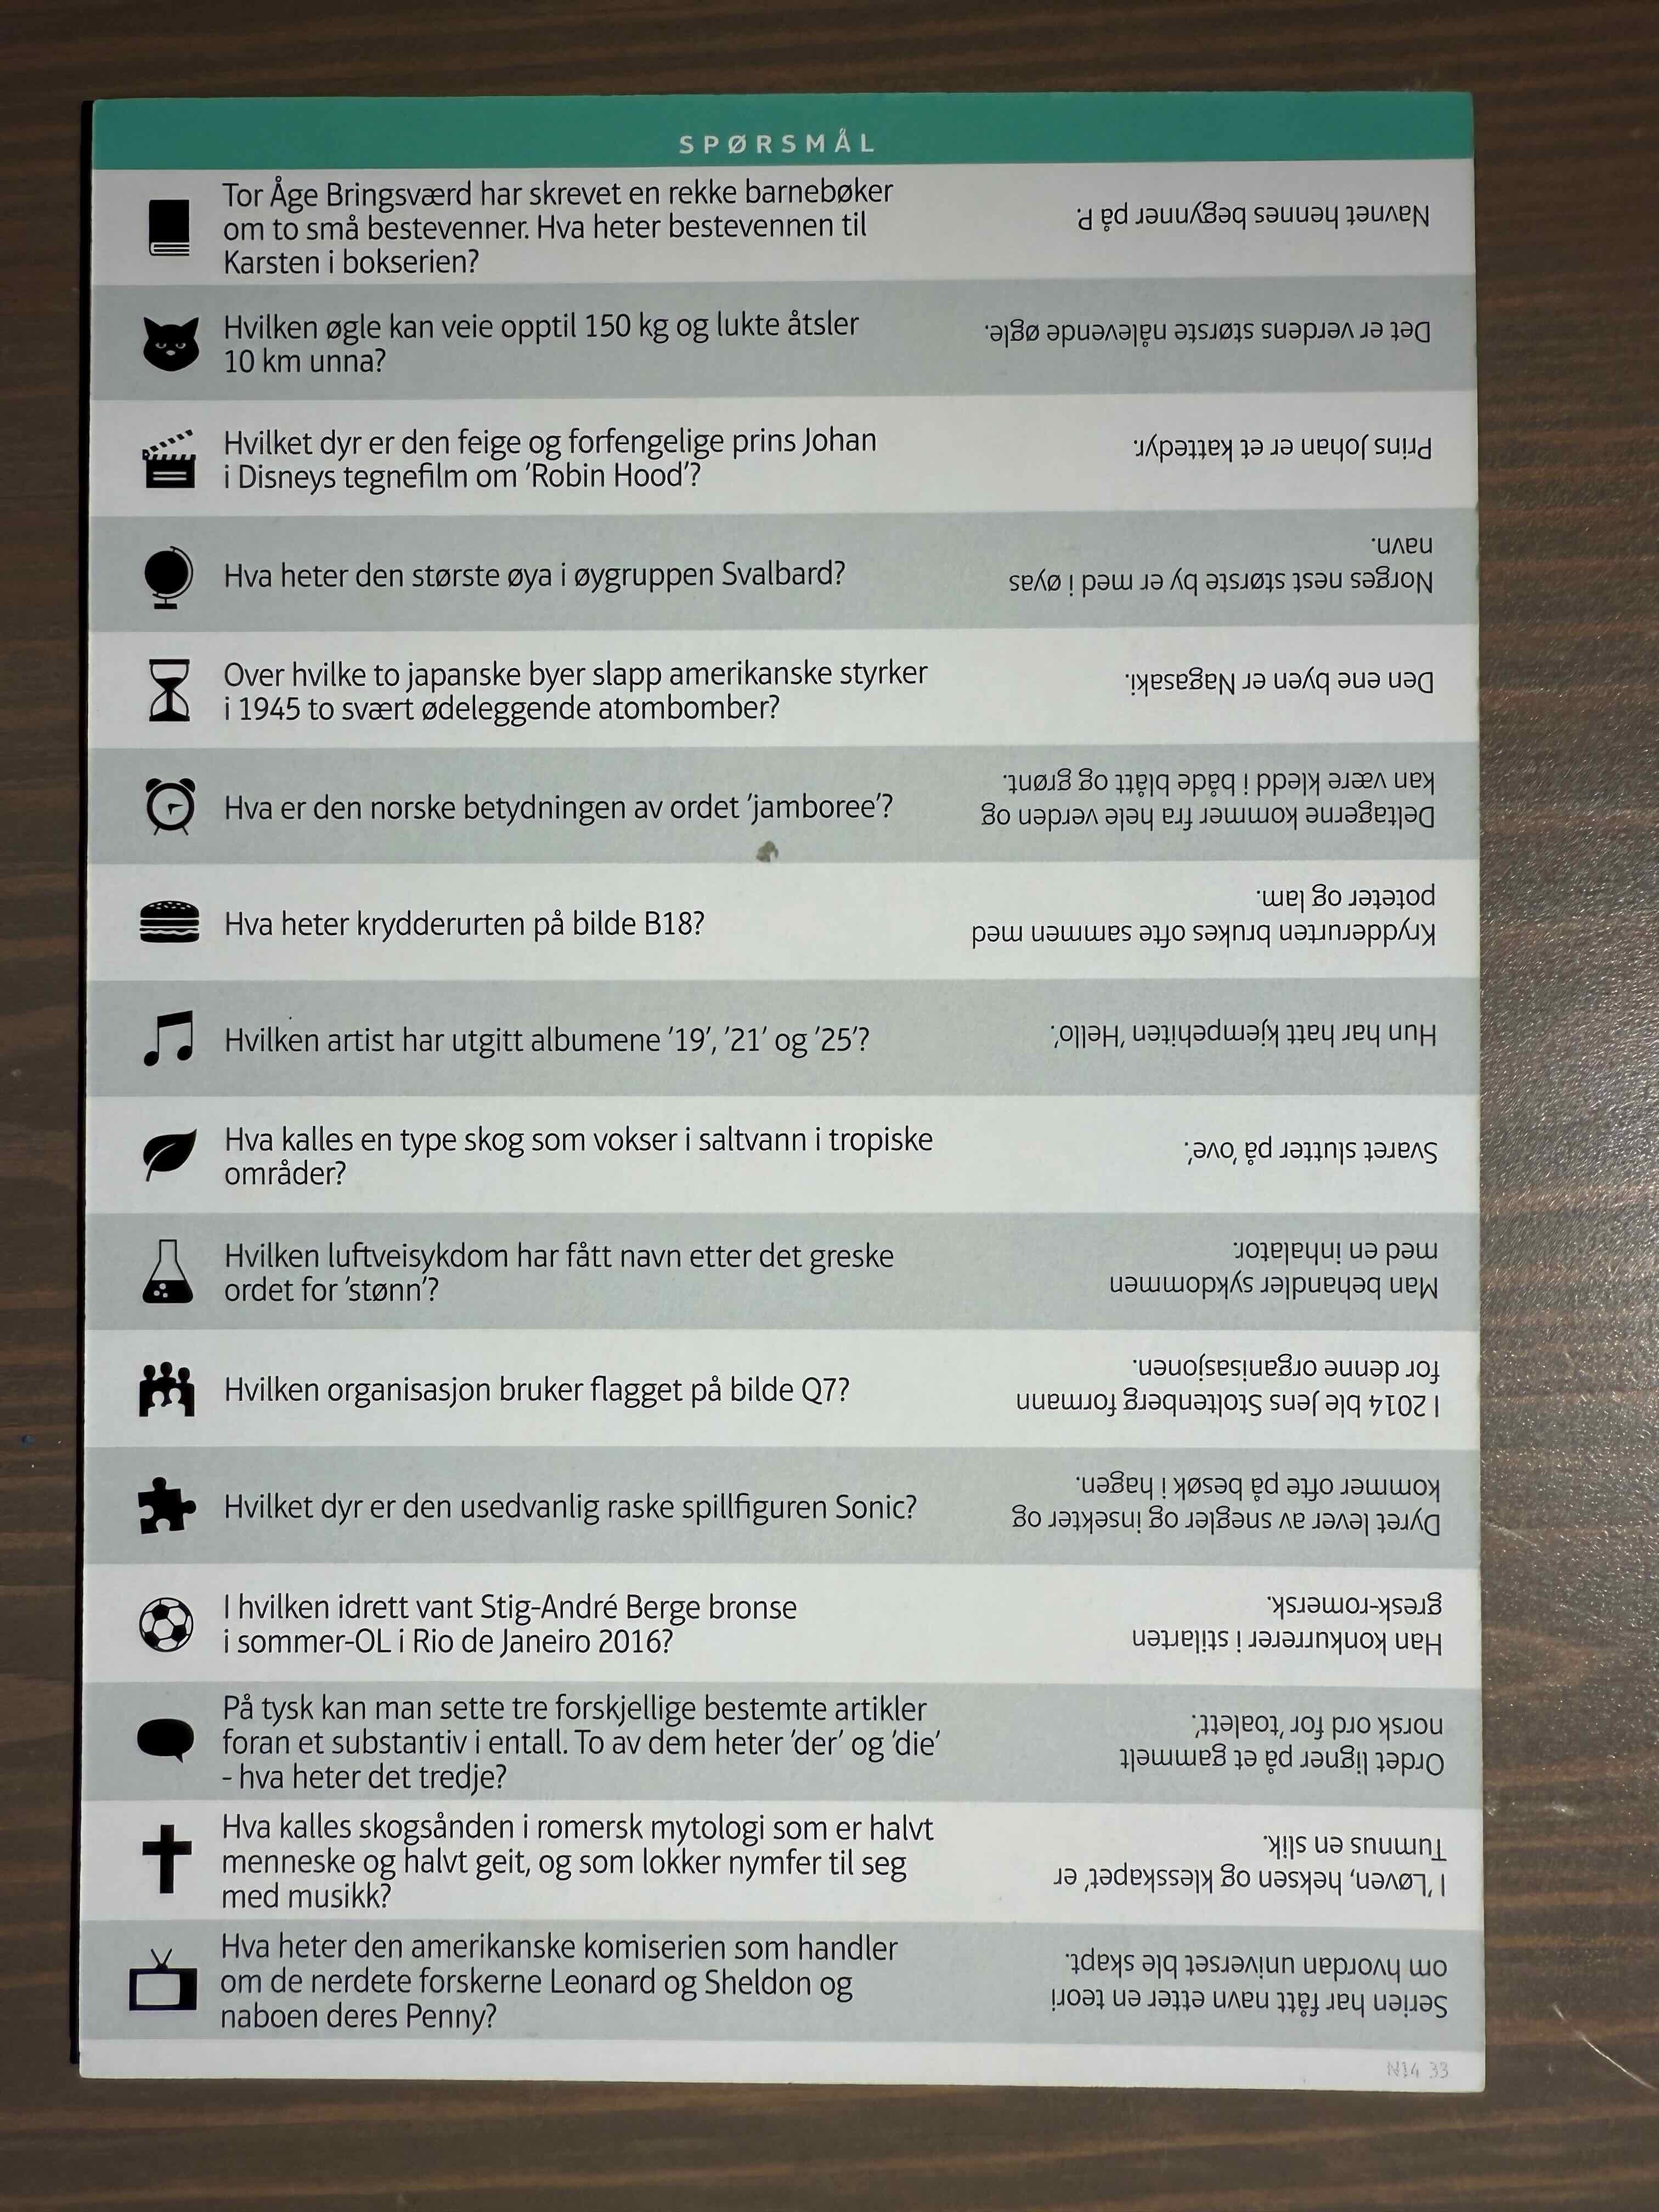 SPØRSMÅL
Tor Åge Bringsværd har skrevet en rekke barnebøker
om to små bestevenner. Hva heter bestevennen til
Karsten i bokserien?
Navnet hennes begynner på P.
Hvilken øgle kan veie opptil 150 kg og lukte åtsler
10 km unna?
Det er verdens største nålevende øgle.
Hvilket dyr er den feige og forfengelige prins Johan
i Disneys tegnefilm om 'Robin Hood'?
Prins Johan er et kattedyr.
Hva heter den største øya i øygruppen Svalbard?
Norges nest største by er med i øyas
navn.
Over hvilke to japanske byer slapp amerikanske styrker
i 1945 to svært ødeleggende atombomber?
Den ene byen er Nagasaki.
Hva er den norske betydningen av ordet 'jamboree'?
Deltagerne kommer fra hele verden og
kan være kledd i både blått og grønt.
Hva heter krydderurten på bilde B18?
Krydderurten brukes ofte sammen med
poteter og lam.
Hvilken artist har utgitt albumene '19', '21' og '25'?
Hun har hatt kjempehiten 'Hello'.
Hva kalles en type skog som vokser i saltvann i tropiske
områder?
Svaret slutter på 'ove'.
Hvilken luftveisykdom har fått navn etter det greske
ordet for 'stønn'?
Man behandler sykdommen
med en inhalator.
Hvilken organisasjon bruker flagget på bilde Q7?
I 2014 ble Jens Stoltenberg formann
for denne organisasjonen.
Hvilket dyr er den usedvanlig raske spillfiguren Sonic?
Dyret lever av snegler og insekter og
kommer ofte på besøk i hagen.
I hvilken idrett vant Stig-André Berge bronse
i sommer-OL i Rio de Janeiro 2016?
Han konkurrerer i stilarten
gresk-romersk.
På tysk kan man sette tre forskjellige bestemte artikler
foran et substantiv i entall. To av dem heter 'der' og 'die'
- hva heter det tredje?
Ordet ligner på et gammelt
norsk ord for 'toalett'.
Hva kalles skogsånden i romersk mytologi som er halvt
menneske og halvt geit, og som lokker nymfer til seg
med musikk?
I 'Løven, heksen og klesskapet' er
Tumnus en slik.
Hva heter den amerikanske komiserien som handler
om de nerdete forskerne Leonard og Sheldon og
naboen deres Penny?
Serien har fått navn etter en teori
om hvordan universet ble skapt.
N14 33